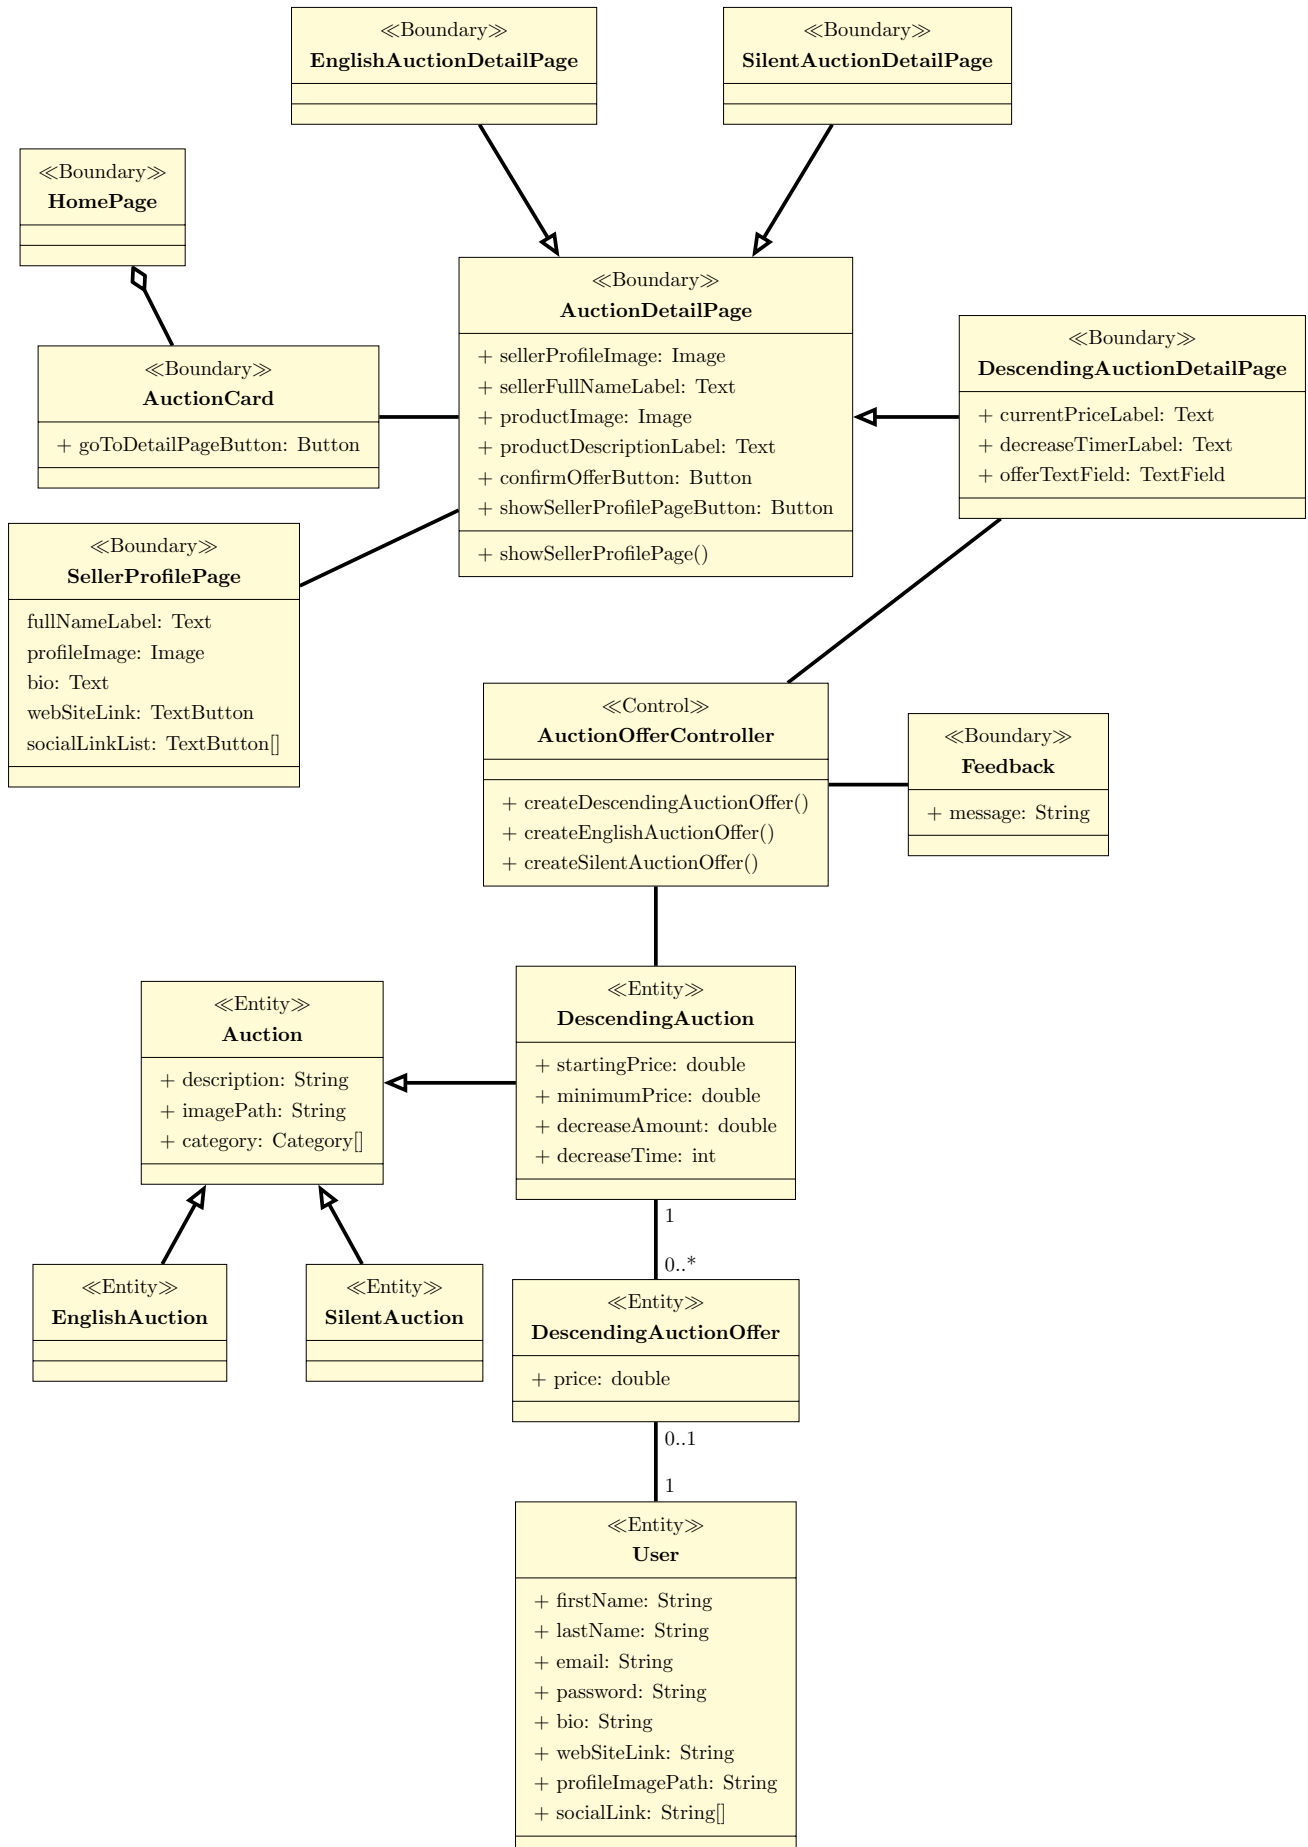 ≪Boundary≫
EnglishAuctionDetailPage
≪Boundary≫
SilentAuctionDetailPage
≪Boundary≫
HomePage
≪Boundary≫
AuctionDetailPage
+ sellerProfileImage: Image
+ sellerFullNameLabel: Text
+ productImage: Image
+ productDescriptionLabel: Text
+ confirmOfferButton: Button
+ showSellerProfilePageButton: Button
+ showSellerProfilePage()
≪Boundary≫
DescendingAuctionDetailPage
+ currentPriceLabel: Text
+ decreaseTimerLabel: Text
+ offerTextField: TextField
≪Boundary≫
AuctionCard
+ goToDetailPageButton: Button
≪Boundary≫
SellerProfilePage
fullNameLabel: Text
profileImage: Image
bio: Text
webSiteLink: TextButton
socialLinkList: TextButton[]
≪Control≫
AuctionOfferController
+ createDescendingAuctionOffer()
+ createEnglishAuctionOffer()
+ createSilentAuctionOffer()
≪Boundary≫
Feedback
+ message: String
≪Entity≫
Auction
+ description: String
+ imagePath: String
+ category: Category[]
≪Entity≫
DescendingAuction
+ startingPrice: double
+ minimumPrice: double
+ decreaseAmount: double
+ decreaseTime: int
1
0..*
≪Entity≫
EnglishAuction
≪Entity≫
SilentAuction
≪Entity≫
DescendingAuctionOffer
+ price: double
0..1
1
≪Entity≫
User
+ firstName: String
+ lastName: String
+ email: String
+ password: String
+ bio: String
+ webSiteLink: String
+ profileImagePath: String
+ socialLink: String[]